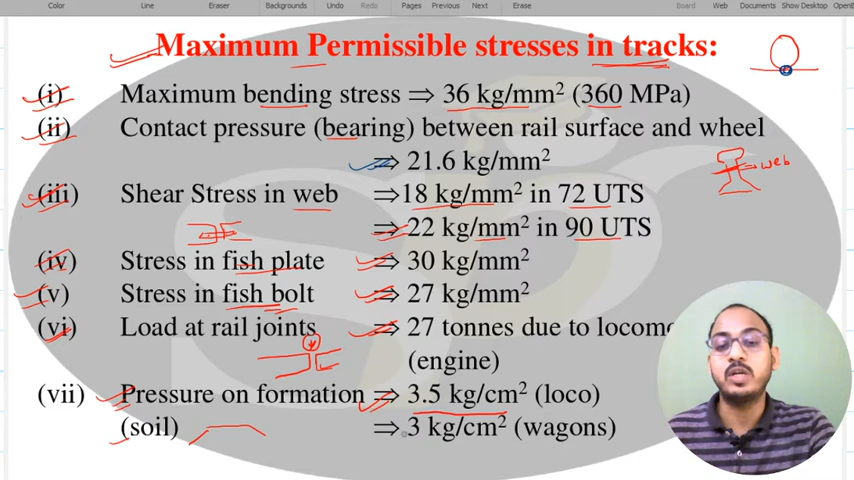 Color Line Eraser Backgrounds Undo Redo Pages Previous Next Erase Board Web Documents Show Desktop
Maximum Permissible stresses in tracks:
(i) Maximum bending stress ⇒ 36 kg/mm² (360 MPa)
(ii) Contact pressure (bearing) between rail surface and wheel
⇒ 21.6 kg/mm²
web
(iii) Shear Stress in web ⇒18 kg/mm² in 72 UTS
⇒ 22 kg/mm² in 90 UTS
(iv) Stress in fish plate ⇒ 30 kg/mm²
(v) Stress in fish bolt ⇒ 27 kg/mm²
(vi) Load at rail joints ⇒ 27 tonnes due to locomo
(engine)
(vii) Pressure on formation ⇒ 3.5 kg/cm² (loco)
(soil) ⇒ 3 kg/cm² (wagons)